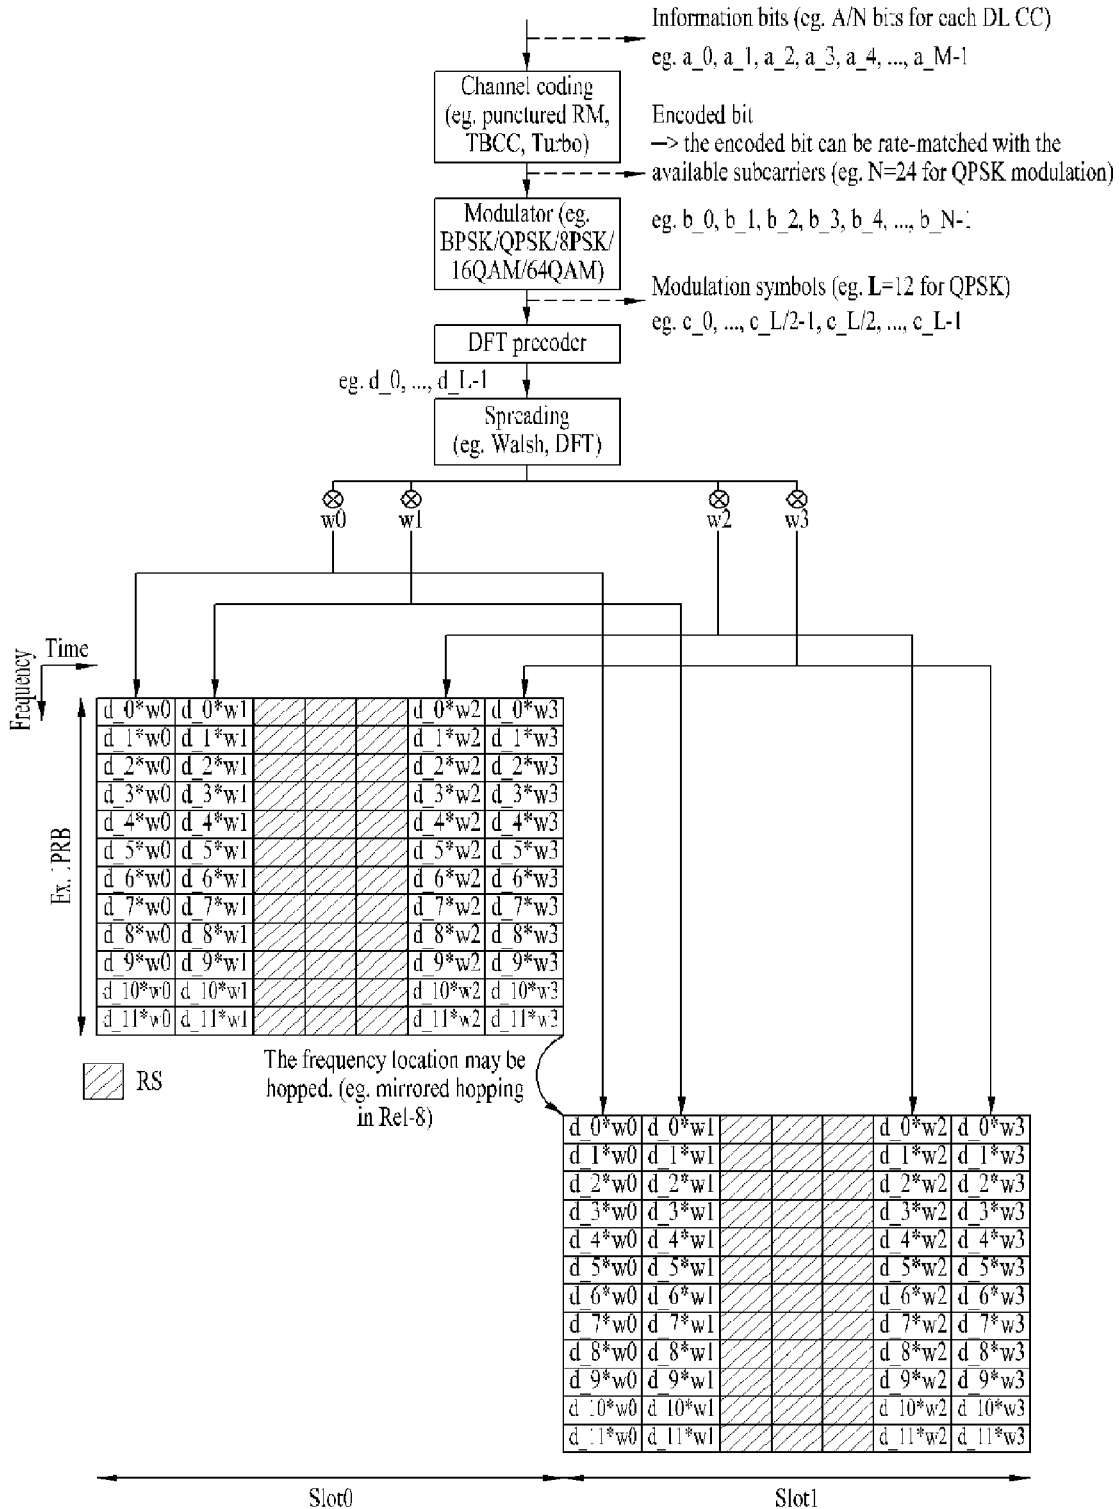 Information bits (eg. A/N bits for each DL CC)
eg. a_0, a_1, a_2, a_3, a_4, ..., a_M-1
Channel coding
(eg. punctured RM,
TBCC, Turbo)
Encoded bit
—> the encoded bit can be rate-matched with the
available subcarriers (eg. N=24 for QPSK modulation)
Modulator (eg.
BPSK/QPSK/8PSK/
16QAM/64QAM)
eg. b_0, b_1, b_2, b_3, b_4, ..., b_N-1
Modulation symbols (eg. L=12 for QPSK)
eg. c_0, ..., c_L/2-1, c_L/2, ..., c_L-1
DFT precoder
eg. d_0, ..., d_L-1
Spreading
(eg. Walsh, DFT)
w0 w1 w2 w3
Time
Frequency
Ex. 1PRB
d_0*w0 d_0*w1 d_0*w2 d_0*w3
d_1*w0 d_1*w1 d_1*w2 d_1*w3
d_2*w0 d_2*w1 d_2*w2 d_2*w3
d_3*w0 d_3*w1 d_3*w2 d_3*w3
d_4*w0 d_4*w1 d_4*w2 d_4*w3
d_5*w0 d_5*w1 d_5*w2 d_5*w3
d_6*w0 d_6*w1 d_6*w2 d_6*w3
d_7*w0 d_7*w1 d_7*w2 d_7*w3
d_8*w0 d_8*w1 d_8*w2 d_8*w3
d_9*w0 d_9*w1 d_9*w2 d_9*w3
d_10*w0 d_10*w1 d_10*w2 d_10*w3
d_11*w0 d_11*w1 d_11*w2 d_11*w3
RS
The frequency location may be
hopped. (eg. mirrored hopping
in Rel-8)
d_0*w0 d_0*w1 d_0*w2 d_0*w3
d_1*w0 d_1*w1 d_1*w2 d_1*w3
d_2*w0 d_2*w1 d_2*w2 d_2*w3
d_3*w0 d_3*w1 d_3*w2 d_3*w3
d_4*w0 d_4*w1 d_4*w2 d_4*w3
d_5*w0 d_5*w1 d_5*w2 d_5*w3
d_6*w0 d_6*w1 d_6*w2 d_6*w3
d_7*w0 d_7*w1 d_7*w2 d_7*w3
d_8*w0 d_8*w1 d_8*w2 d_8*w3
d_9*w0 d_9*w1 d_9*w2 d_9*w3
d_10*w0 d_10*w1 d_10*w2 d_10*w3
d_11*w0 d_11*w1 d_11*w2 d_11*w3
Slot0 Slot1